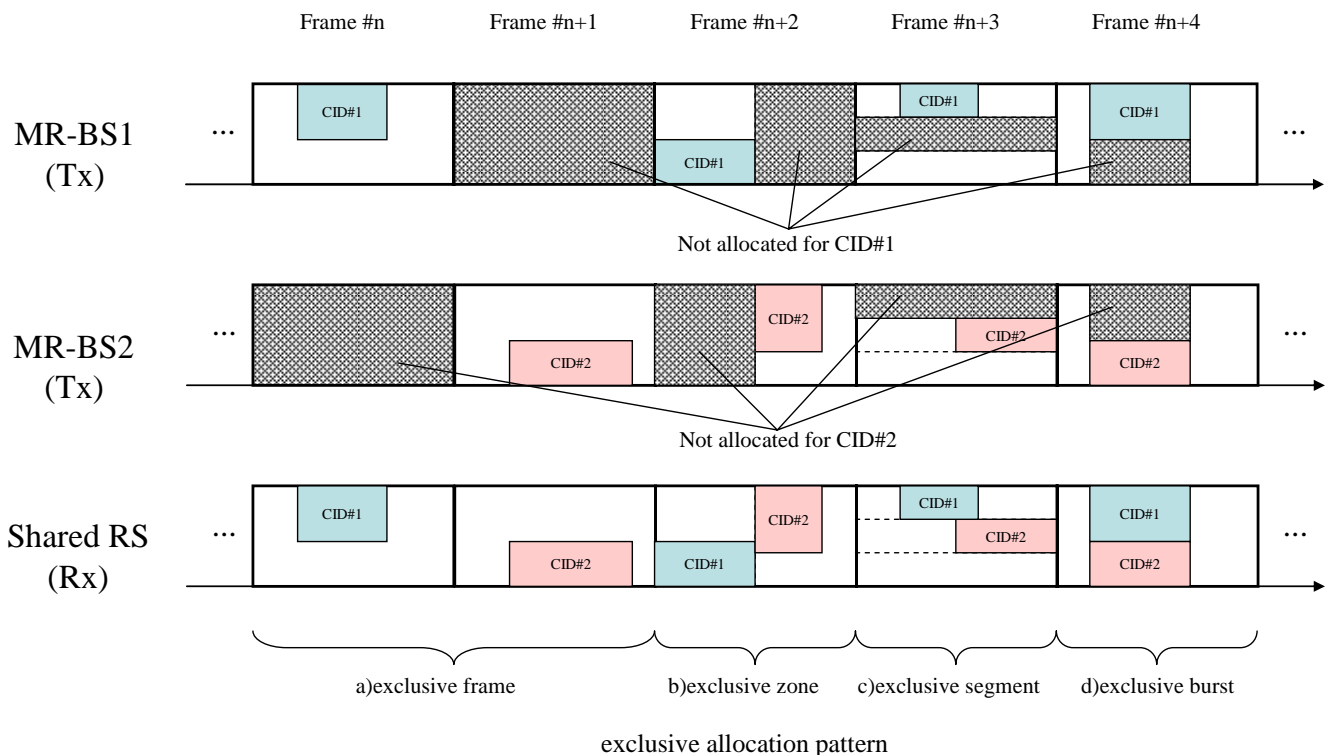 Frame #n Frame #n+1 Frame #n+2 Frame #n+3 Frame #n+4
MR-BS1
(Tx)
...
CID#1
CID#1
CID#1
CID#1
...
Not allocated for CID#1
MR-BS2
(Tx)
...
CID#2
CID#2
CID#2
CID#2
...
Not allocated for CID#2
Shared RS
(Rx)
...
CID#1
CID#2
CID#1
CID#2
CID#1
CID#2
CID#1
CID#2
...
a)exclusive frame b)exclusive zone c)exclusive segment d)exclusive burst
exclusive allocation pattern